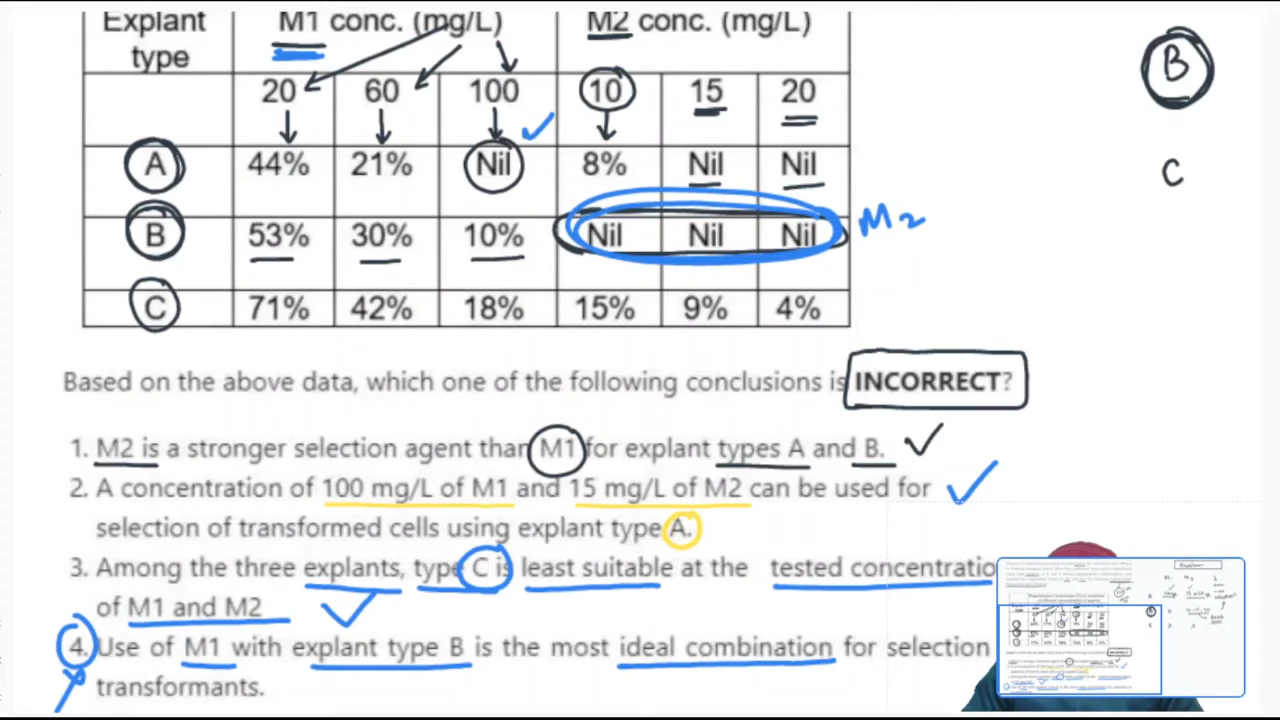 Explant type M1 conc. (mg/L) M2 conc. (mg/L)
20 60 100 10 15 20
A 44% 21% Nil 8% Nil Nil
B 53% 30% 10% Nil Nil Nil
C 71% 42% 18% 15% 9% 4%
M2
B
C
Based on the above data, which one of the following conclusions is INCORRECT?
1. M2 is a stronger selection agent than M1 for explant types A and B.
2. A concentration of 100 mg/L of M1 and 15 mg/L of M2 can be used for
selection of transformed cells using explant type A.
3. Among the three explants, type C is least suitable at the tested concentratio
of M1 and M2
4. Use of M1 with explant type B is the most ideal combination for selection
transformants.
Problem